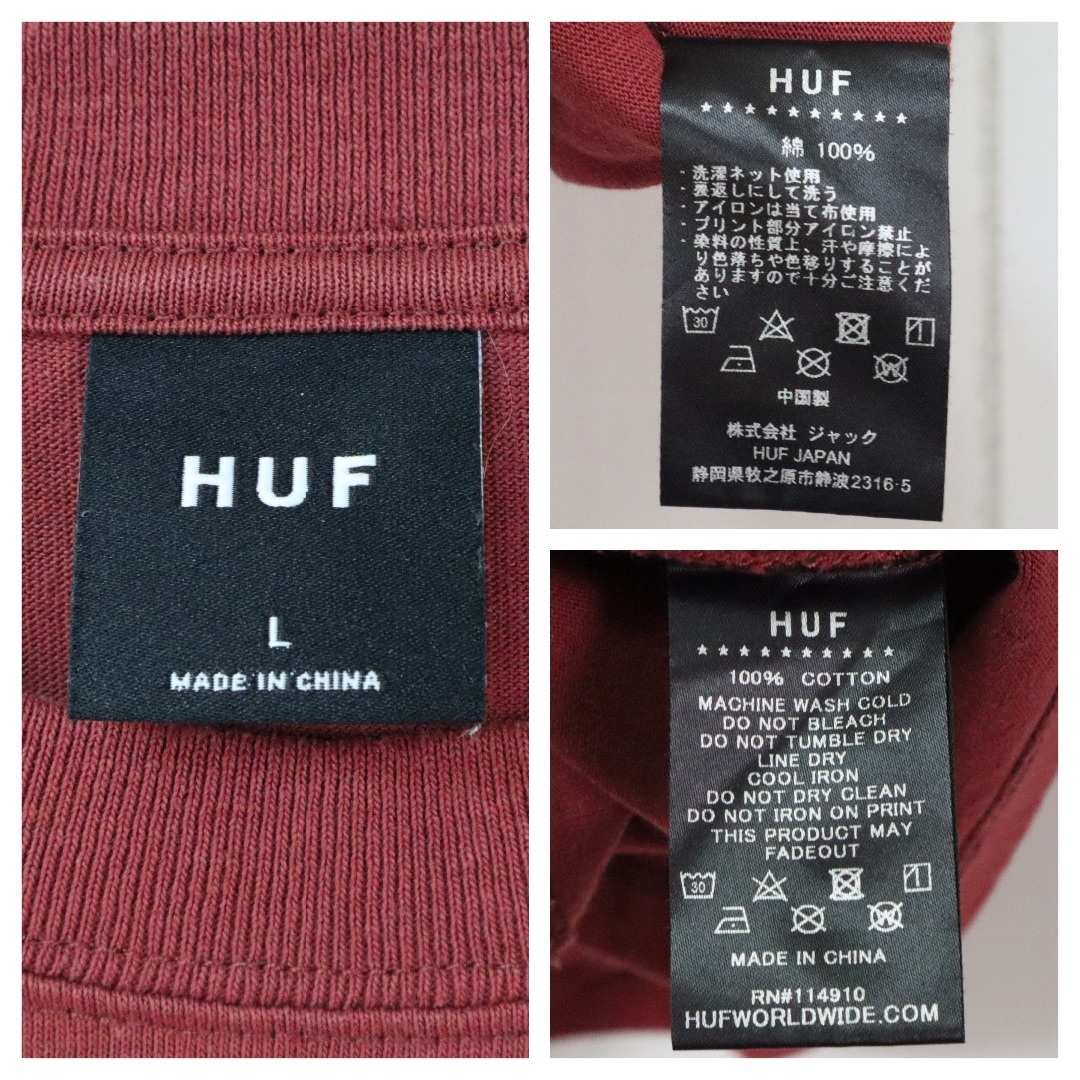 HUF
L
MADE IN CHINA
HUF
綿 100%
・洗濯ネット使用
・裏返しにして洗う
・アイロンは当て布使用
・プリント部分アイロン禁止
・染料の性質上、汗や摩擦によ
り色落ちや色移りすることが
ありますので十分ご注意くだ
さい
30
W
中国製
株式会社 ジャック
HUF JAPAN
静岡県牧之原市静波2316-5
HUF
100% COTTON
MACHINE WASH COLD
DO NOT BLEACH
DO NOT TUMBLE DRY
LINE DRY
COOL IRON
DO NOT DRY CLEAN
DO NOT IRON ON PRINT
THIS PRODUCT MAY
FADEOUT
30
W
MADE IN CHINA
RN#114910
HUFWORLDWIDE.COM